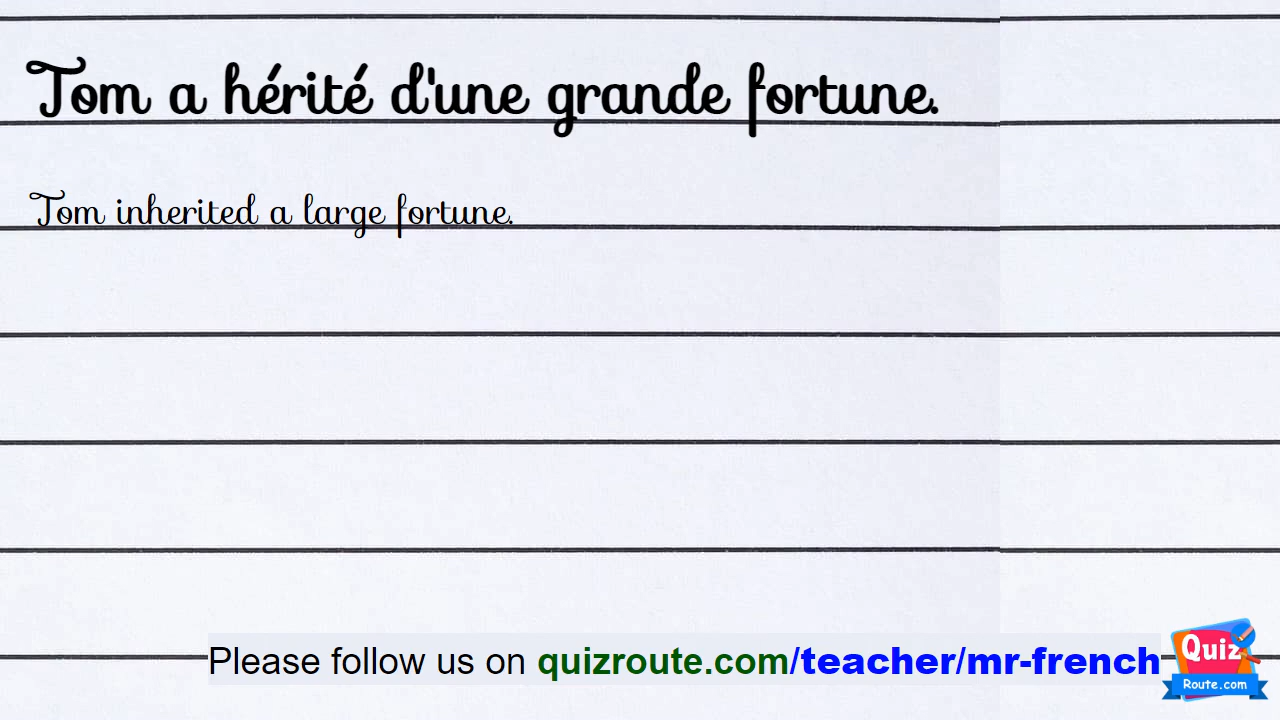 Tom a hérité d'une grande fortune.
Tom inherited a large fortune.
Please follow us on quizroute.com/teacher/mr-french
Quiz
Route.com